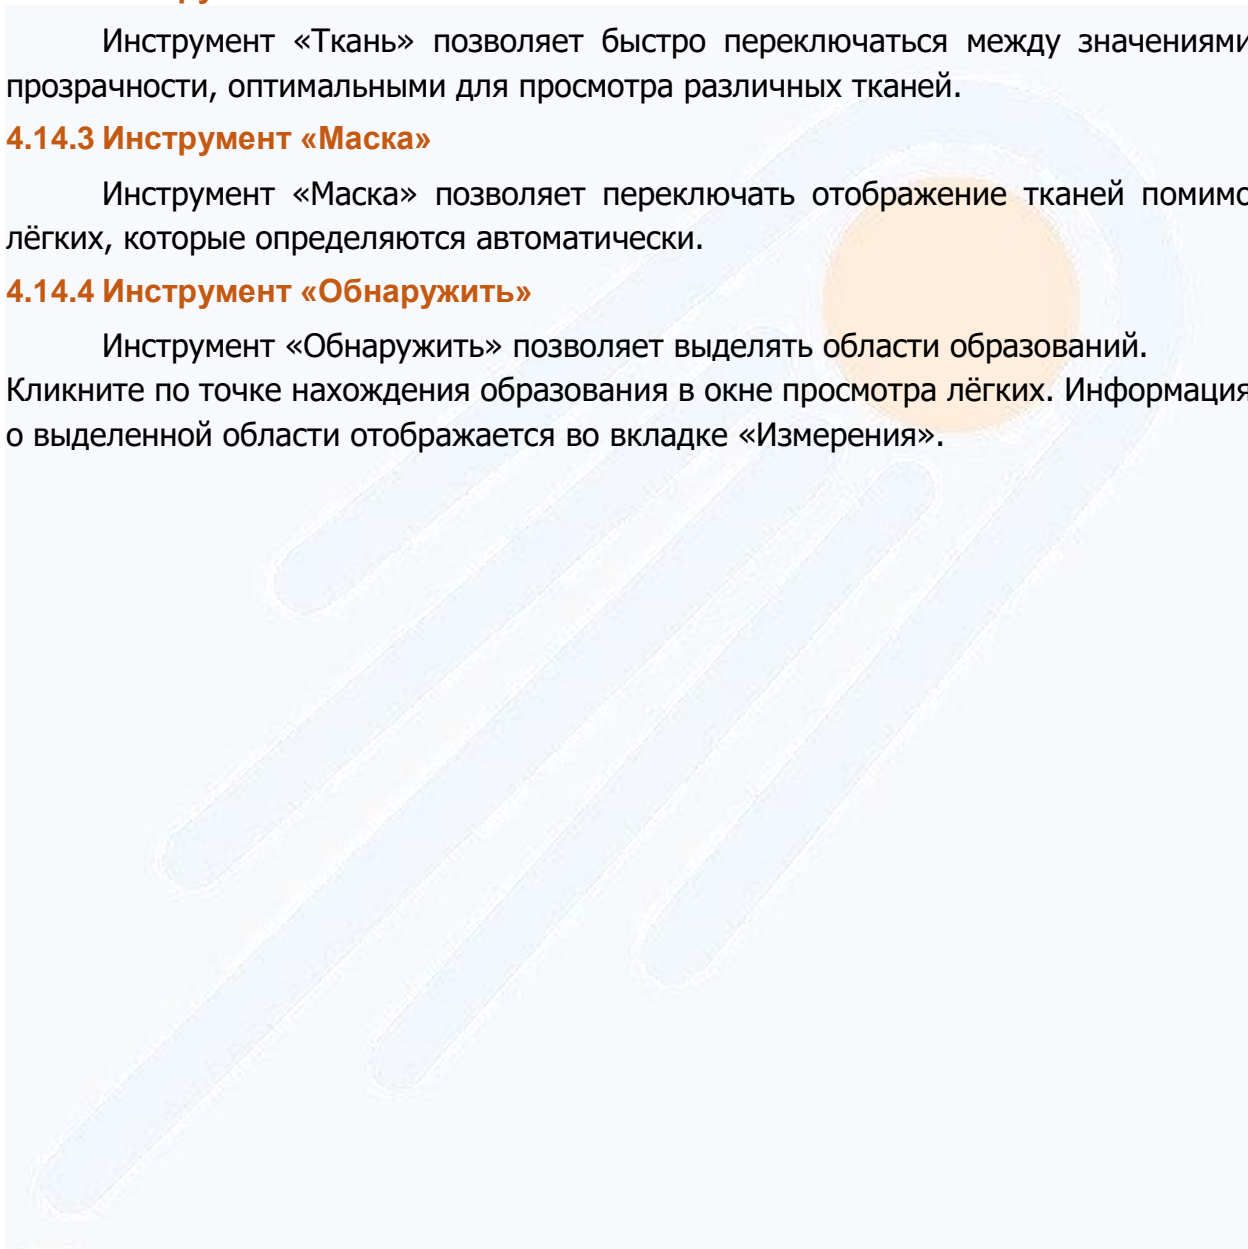 Инструмент «Ткань» позволяет быстро переключаться между значениями
прозрачности, оптимальными для просмотра различных тканей.
4.14.3 Инструмент «Маска»
Инструмент «Маска» позволяет переключать отображение тканей помимо
лёгких, которые определяются автоматически.
4.14.4 Инструмент «Обнаружить»
Инструмент «Обнаружить» позволяет выделять области образований.
Кликните по точке нахождения образования в окне просмотра лёгких. Информация
о выделенной области отображается во вкладке «Измерения».